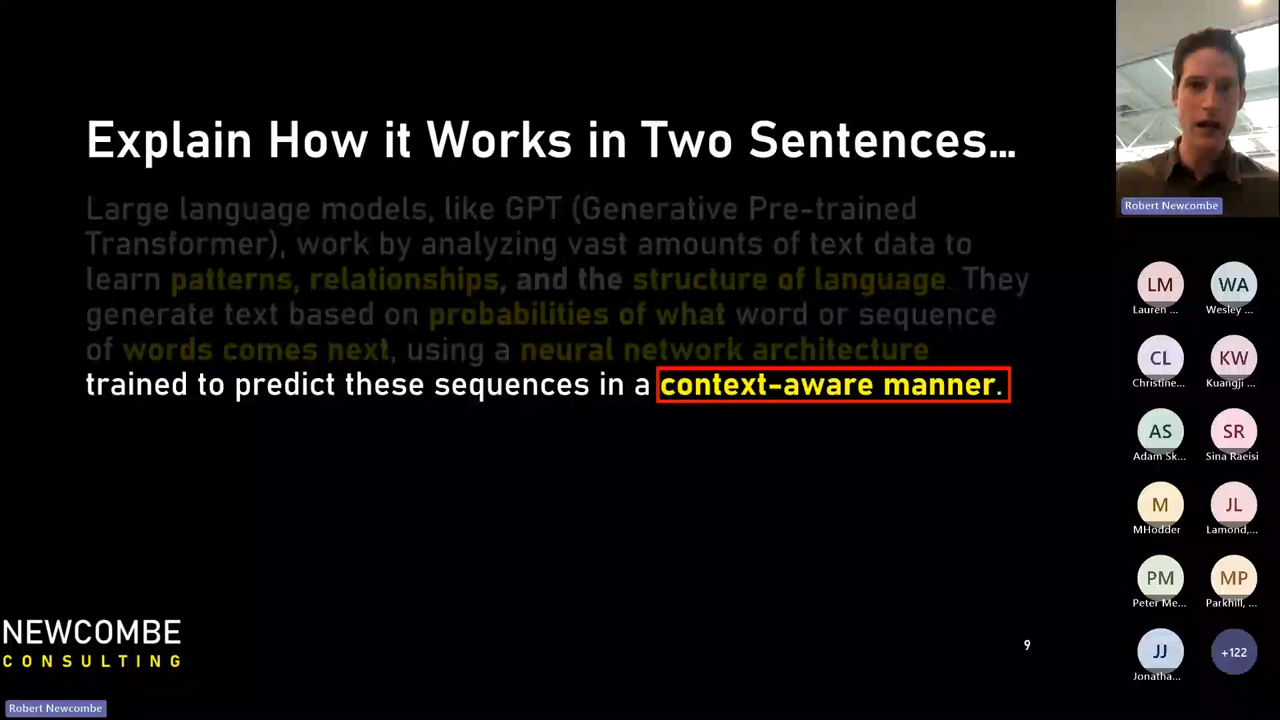 Explain How it Works in Two Sentences...
Large language models, like GPT (Generative Pre-trained
Transformer), work by analyzing vast amounts of text data to
learn patterns, relationships, and the structure of language. They
generate text based on probabilities of what word or sequence
of words comes next, using a neural network architecture
trained to predict these sequences in a context-aware manner.
NEWCOMBE
CONSULTING
9
Robert Newcombe
Robert Newcombe
LM
WA
Lauren ...
Wesley ...
CL
KW
Christine...
Kuangji ...
AS
SR
Adam Sk...
Sina Raeisi
M
JL
MHodder
Lamond,...
PM
MP
Peter Me...
Parkhill, ...
JJ
+122
Jonatha...